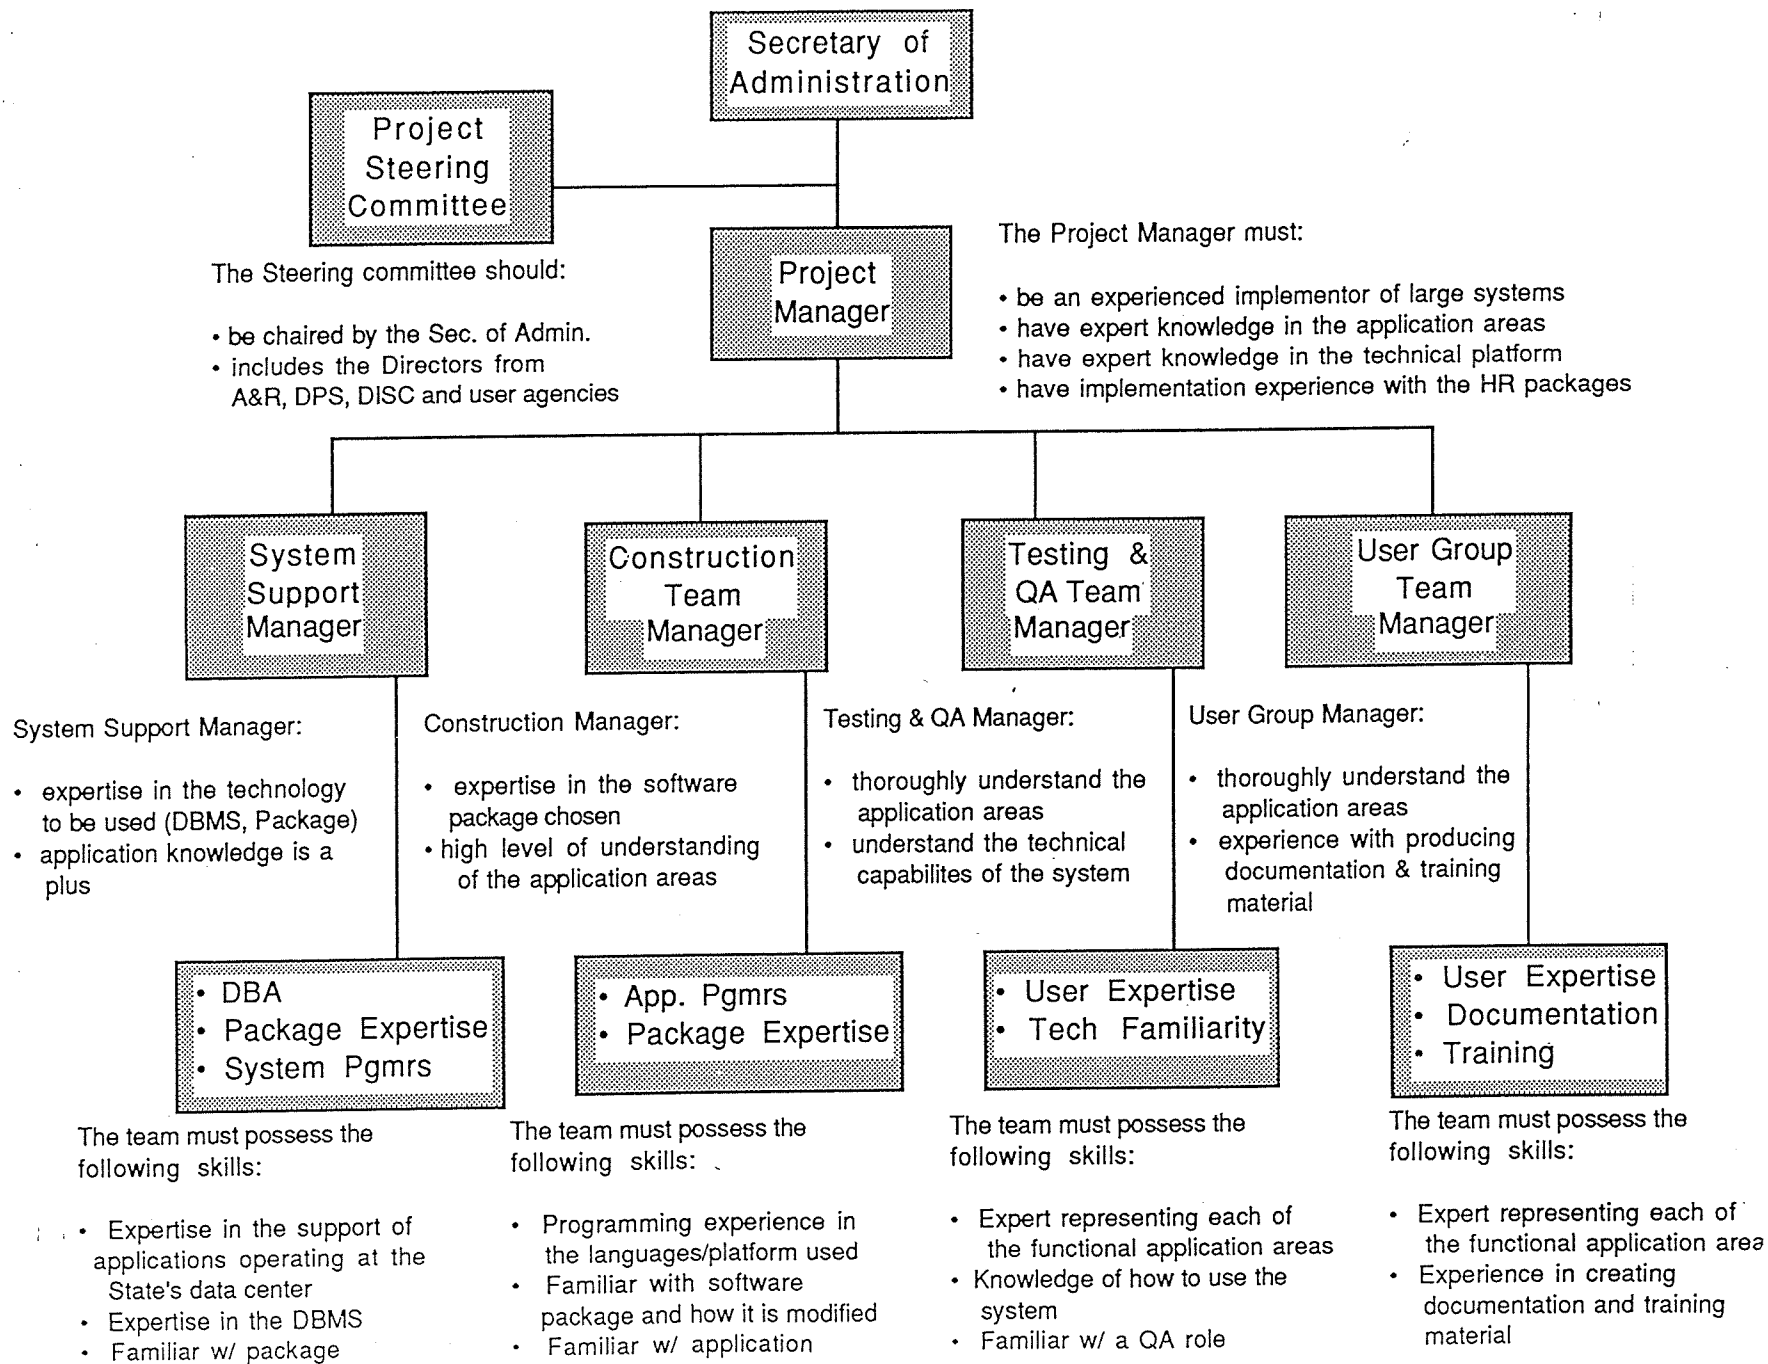 Secretary of
Administration
Project
Steering
Committee
The Steering committee should:
• be chaired by the Sec. of Admin.
• includes the Directors from
A&R, DPS, DISC and user agencies
Project
Manager
The Project Manager must:
• be an experienced implementor of large systems
• have expert knowledge in the application areas
• have expert knowledge in the technical platform
• have implementation experience with the HR packages
System
Support
Manager
Construction
Team
Manager
Testing &
QA Team
Manager
User Group
Team
Manager
System Support Manager:
• expertise in the technology
to be used (DBMS, Package)
• application knowledge is a
plus
Construction Manager:
• expertise in the software
package chosen
• high level of understanding
of the application areas
Testing & QA Manager:
• thoroughly understand the
application areas
• understand the technical
capabilites of the system
User Group Manager:
• thoroughly understand the
application areas
• experience with producing
documentation & training
material
• DBA
• Package Expertise
• System Pgmrs
• App. Pgmrs
• Package Expertise
• User Expertise
• Tech Familiarity
• User Expertise
• Documentation
• Training
The team must possess the
following skills:
• Expertise in the support of
applications operating at the
State's data center
• Expertise in the DBMS
• Familiar w/ package
The team must possess the
following skills:
• Programming experience in
the languages/platform used
• Familiar with software
package and how it is modified
• Familiar w/ application
The team must possess the
following skills:
• Expert representing each of
the functional application areas
• Knowledge of how to use the
system
• Familiar w/ a QA role
The team must possess the
following skills:
• Expert representing each of
the functional application area
• Experience in creating
documentation and training
material